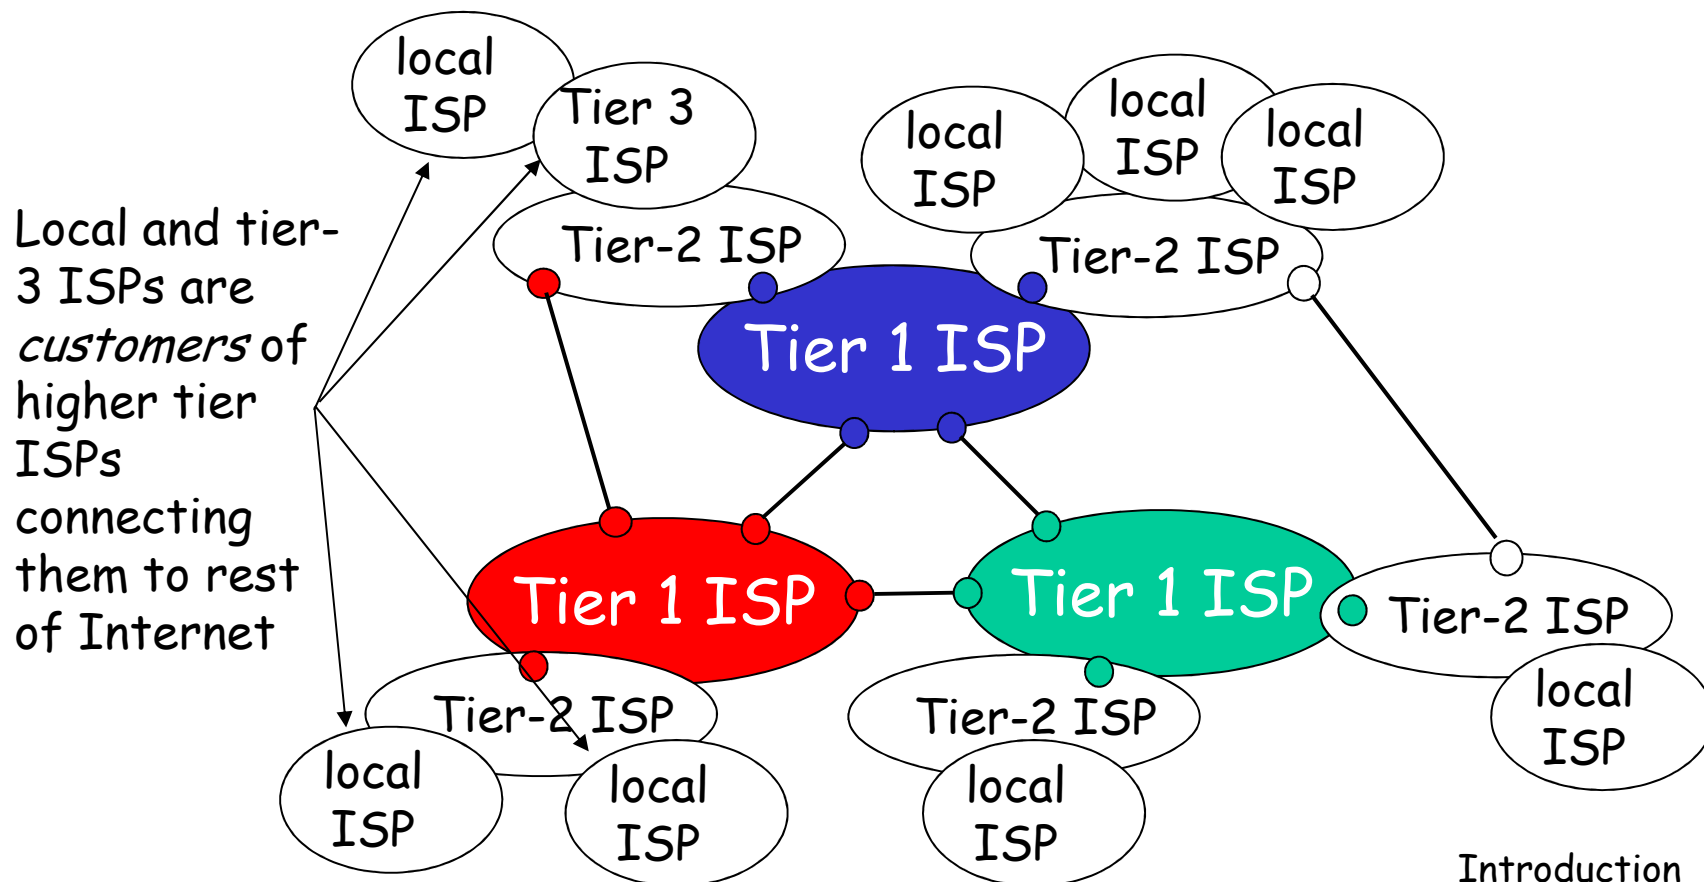 local
ISP
Tier 3
ISP
local
ISP
local
ISP
local
ISP
Local and tier-
3 ISPs are
customers of
higher tier
ISPs
connecting
them to rest
of Internet
Tier-2 ISP
Tier-2 ISP
Tier 1 ISP
Tier 1 ISP
Tier 1 ISP
Tier-2 ISP
Tier-2 ISP
Tier-2 ISP
local
ISP
local
ISP
local
ISP
local
ISP
Introduction